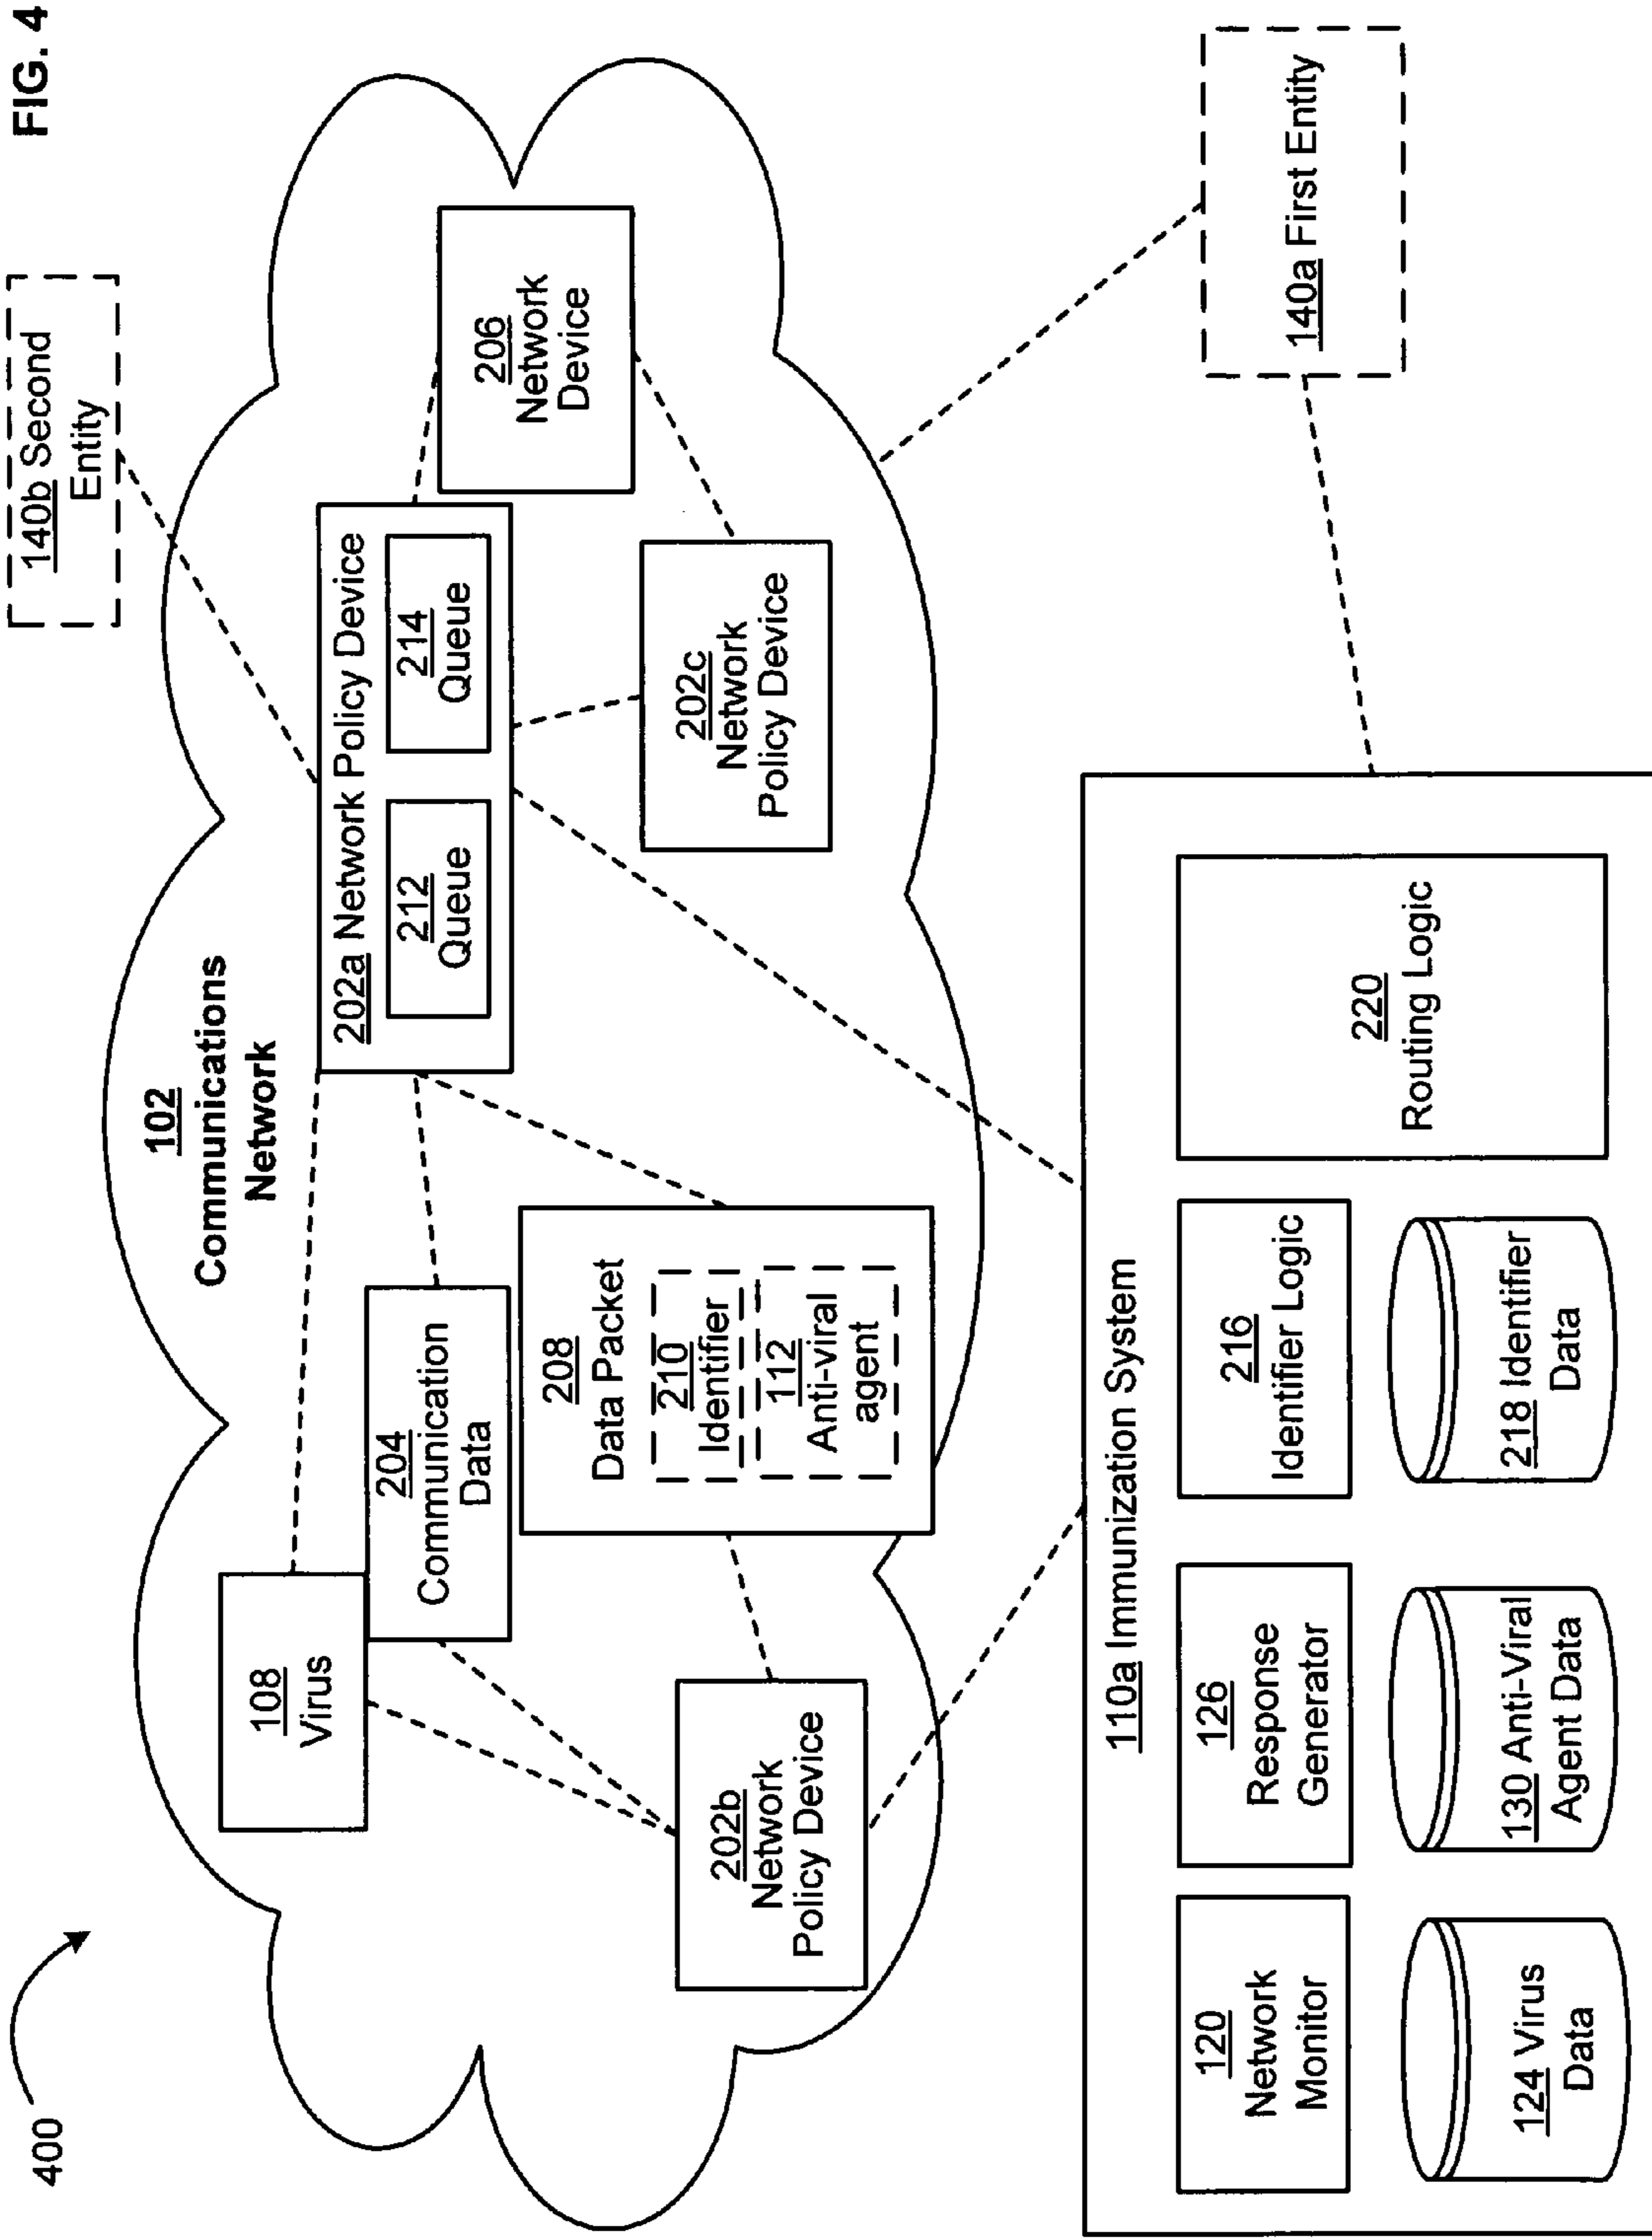 FIG. 4
400
140b Second
Entity
102
Communications
Network
108
Virus
204
Communication
Data
202a Network Policy Device
212
Queue
214
Queue
206
Network
Device
208
Data Packet
210
Identifier
112
Anti-viral
agent
202b
Network
Policy Device
202c
Network
Policy Device
140a First Entity
110a Immunization System
120
Network
Monitor
126
Response
Generator
216
Identifier Logic
220
Routing Logic
124 Virus
Data
130 Anti-Viral
Agent Data
218 Identifier
Data